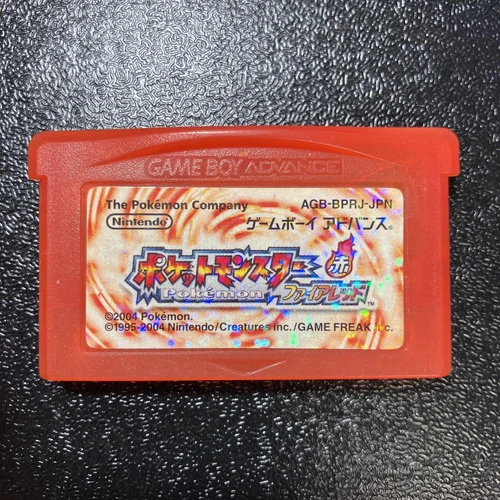 GAME BOY ADVANCE
The Pokémon Company AGB-BPRJ-JPN
Nintendo ゲームボーイ アドバンス®
ポケットモンスター 赤
Pokémon ファイアレッド™
©2004 Pokémon.
©1995-2004 Nintendo/Creatures inc./GAME FREAK inc.